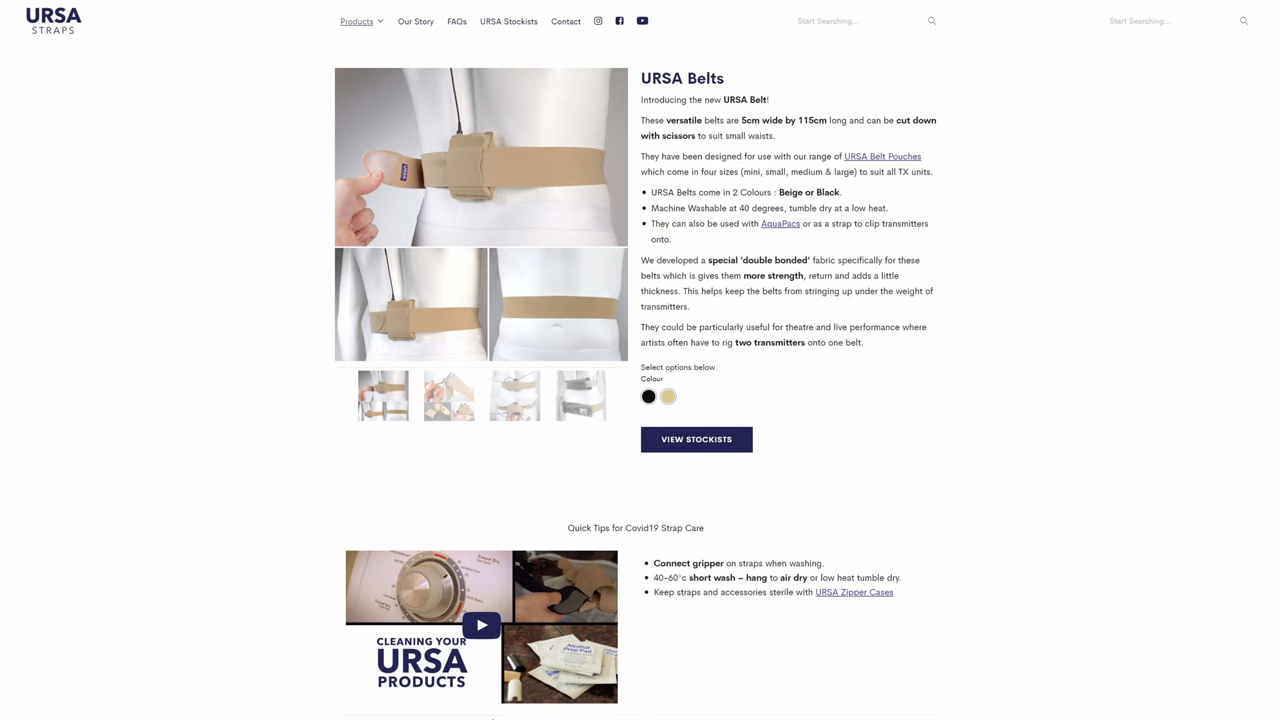 URSA
STRAPS
Products
Our Story
FAQs
URSA Stockists
Contact
Start Searching...
Start Searching...
URSA Belts
Introducing the new URSA Belt!
These versatile belts are 5cm wide by 115cm long and can be cut down
with scissors to suit small waists.
They have been designed for use with our range of URSA Belt Pouches
which come in four sizes (mini, small, medium & large) to suit all TX units.
• URSA Belts come in 2 Colours : Beige or Black.
• Machine Washable at 40 degrees, tumble dry at a low heat.
• They can also be used with AquaPacs or as a strap to clip transmitters
onto.
We developed a special ‘double bonded’ fabric specifically for these
belts which is gives them more strength, return and adds a little
thickness. This helps keep the belts from stringing up under the weight of
transmitters.
They could be particularly useful for theatre and live performance where
artists often have to rig two transmitters onto one belt.
Select options below
Colour
VIEW STOCKISTS
Quick Tips for Covid19 Strap Care
CLEANING YOUR
URSA
PRODUCTS
Alcohol
Prep Pad
• Connect gripper on straps when washing.
• 40-60°c short wash – hang to air dry or low heat tumble dry.
• Keep straps and accessories sterile with URSA Zipper Cases